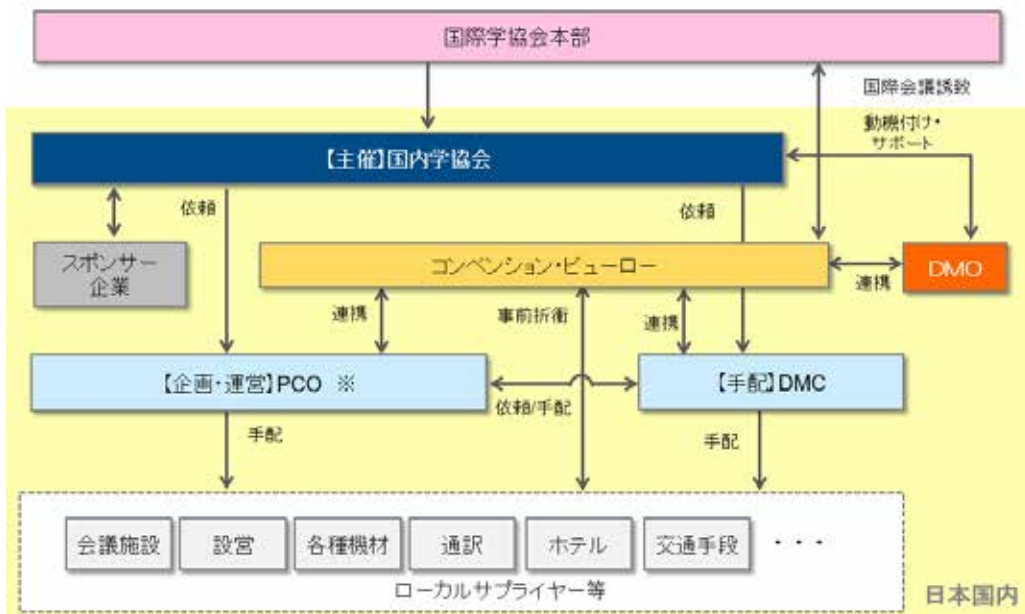 国際学協会本部
国際会議誘致
動機付け・
サポート
【主催】国内学協会
依頼
依頼
スポンサー
企業
コンベンション・ビューロー
DMO
連携
連携
事前折衝
連携
【企画・運営】PCO ※
【手配】DMC
依頼/手配
手配
手配
会議施設
設営
各種機材
通訳
ホテル
交通手段
・・・
ローカルサプライヤー等
日本国内